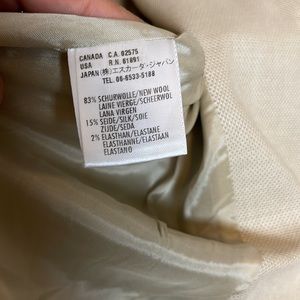 CANADA C.A. 02575
USA R.N. 61091
JAPAN (株)エスカーダ・ジャパン
TEL. 06-6533-5188
83% SCHURWOLLE/NEW WOOL
LAINE VIERGE/SCHEERWOL
LANA VIRGEN
15% SEIDE/SILK/SOIE
ZIJDE/SEDA
2% ELASTHAN/ELASTANE
ELASTHANNE/ELASTAAN
ELASTANO